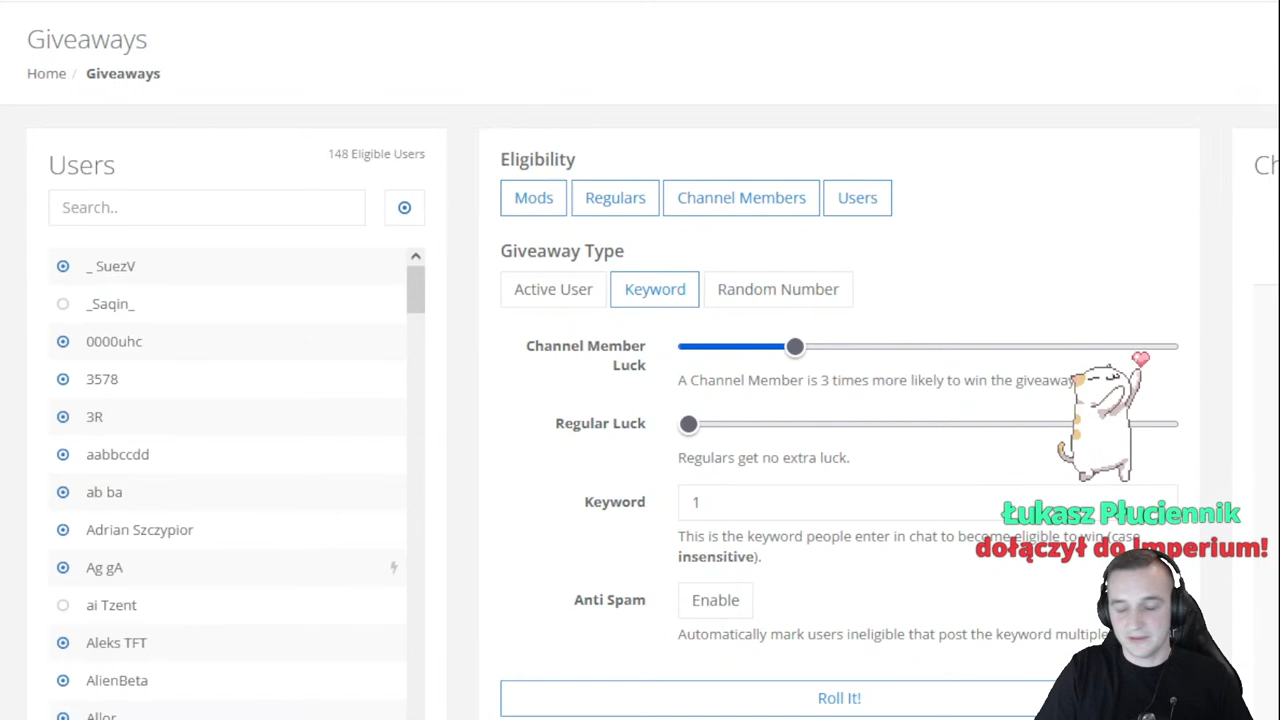 Giveaways
Home / Giveaways
Users
148 Eligible Users
Search..
_ SuezV
_Saqin_
0000uhc
3578
3R
aabbccdd
ab ba
Adrian Szczypior
Ag gA
ai Tzent
Aleks TFT
AlienBeta
Allor
Eligibility
Mods
Regulars
Channel Members
Users
Giveaway Type
Active User
Keyword
Random Number
Channel Member
Luck
A Channel Member is 3 times more likely to win the giveaway
Regular Luck
Regulars get no extra luck.
Keyword
1
This is the keyword people enter in chat to become eligible to win (case
insensitive).
Anti Spam
Enable
Automatically mark users ineligible that post the keyword multiple
Roll It!
Łukasz Płuciennik
dołączył do Imperium!